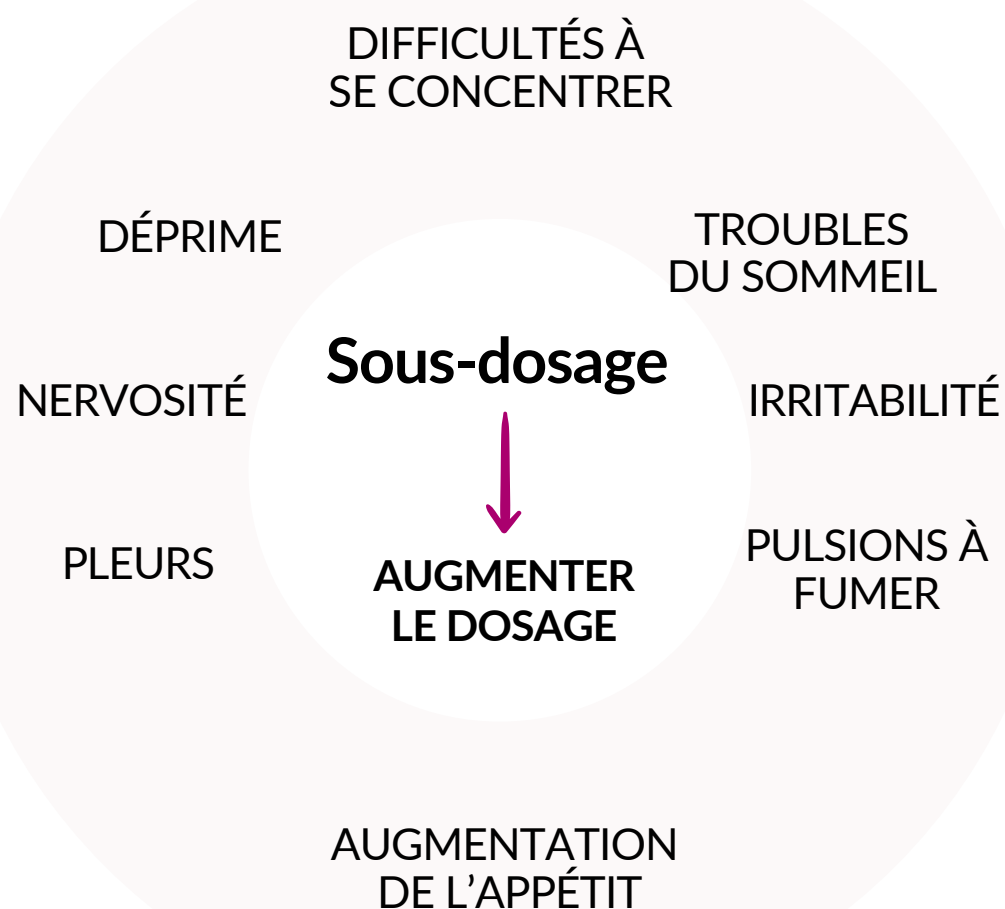 DIFFICULTÉS À
SE CONCENTRER
DÉPRIME
TROUBLES
DU SOMMEIL
Sous-dosage
NERVOSITÉ
IRRITABILITÉ
PLEURS
PULSIONS À
FUMER
AUGMENTER
LE DOSAGE
AUGMENTATION
DE L’APPÉTIT